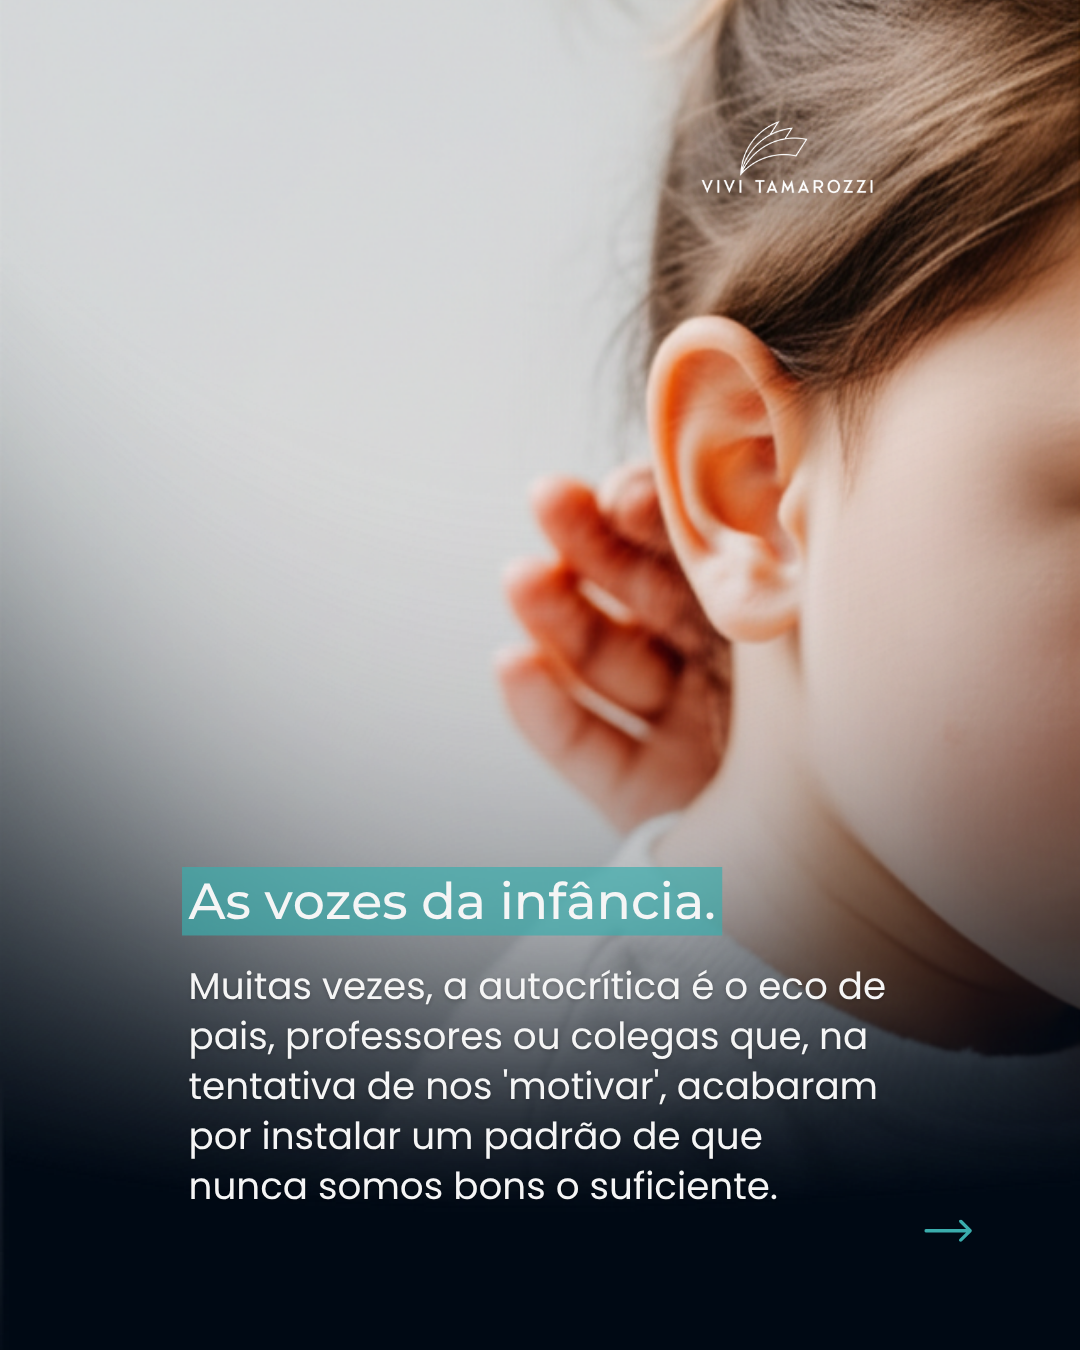 VIVI TAMAROZZI
As vozes da infância.
Muitas vezes, a autocrítica é o eco de
pais, professores ou colegas que, na
tentativa de nos 'motivar', acabaram
por instalar um padrão de que
nunca somos bons o suficiente.